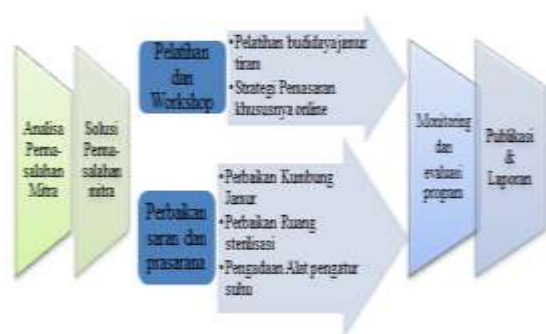 Analisa
Perma-
salahan
Mitra
Solusi
Perma-
salahan
mitra
Pelatihan
dan
Workshop
•Pelatihan budidaya jamur
tiram
•Strategi Pemasaran
khususnya online
Perbaikan
saran dan
prasarana
•Perbaikan Kumbung
Jamur
•Perbaikan Ruang
sterilisasi
•Pengadaan Alat pengatur
suhu
Monitoring
dan
evaluasi
program
Publikasi
&
Laporan